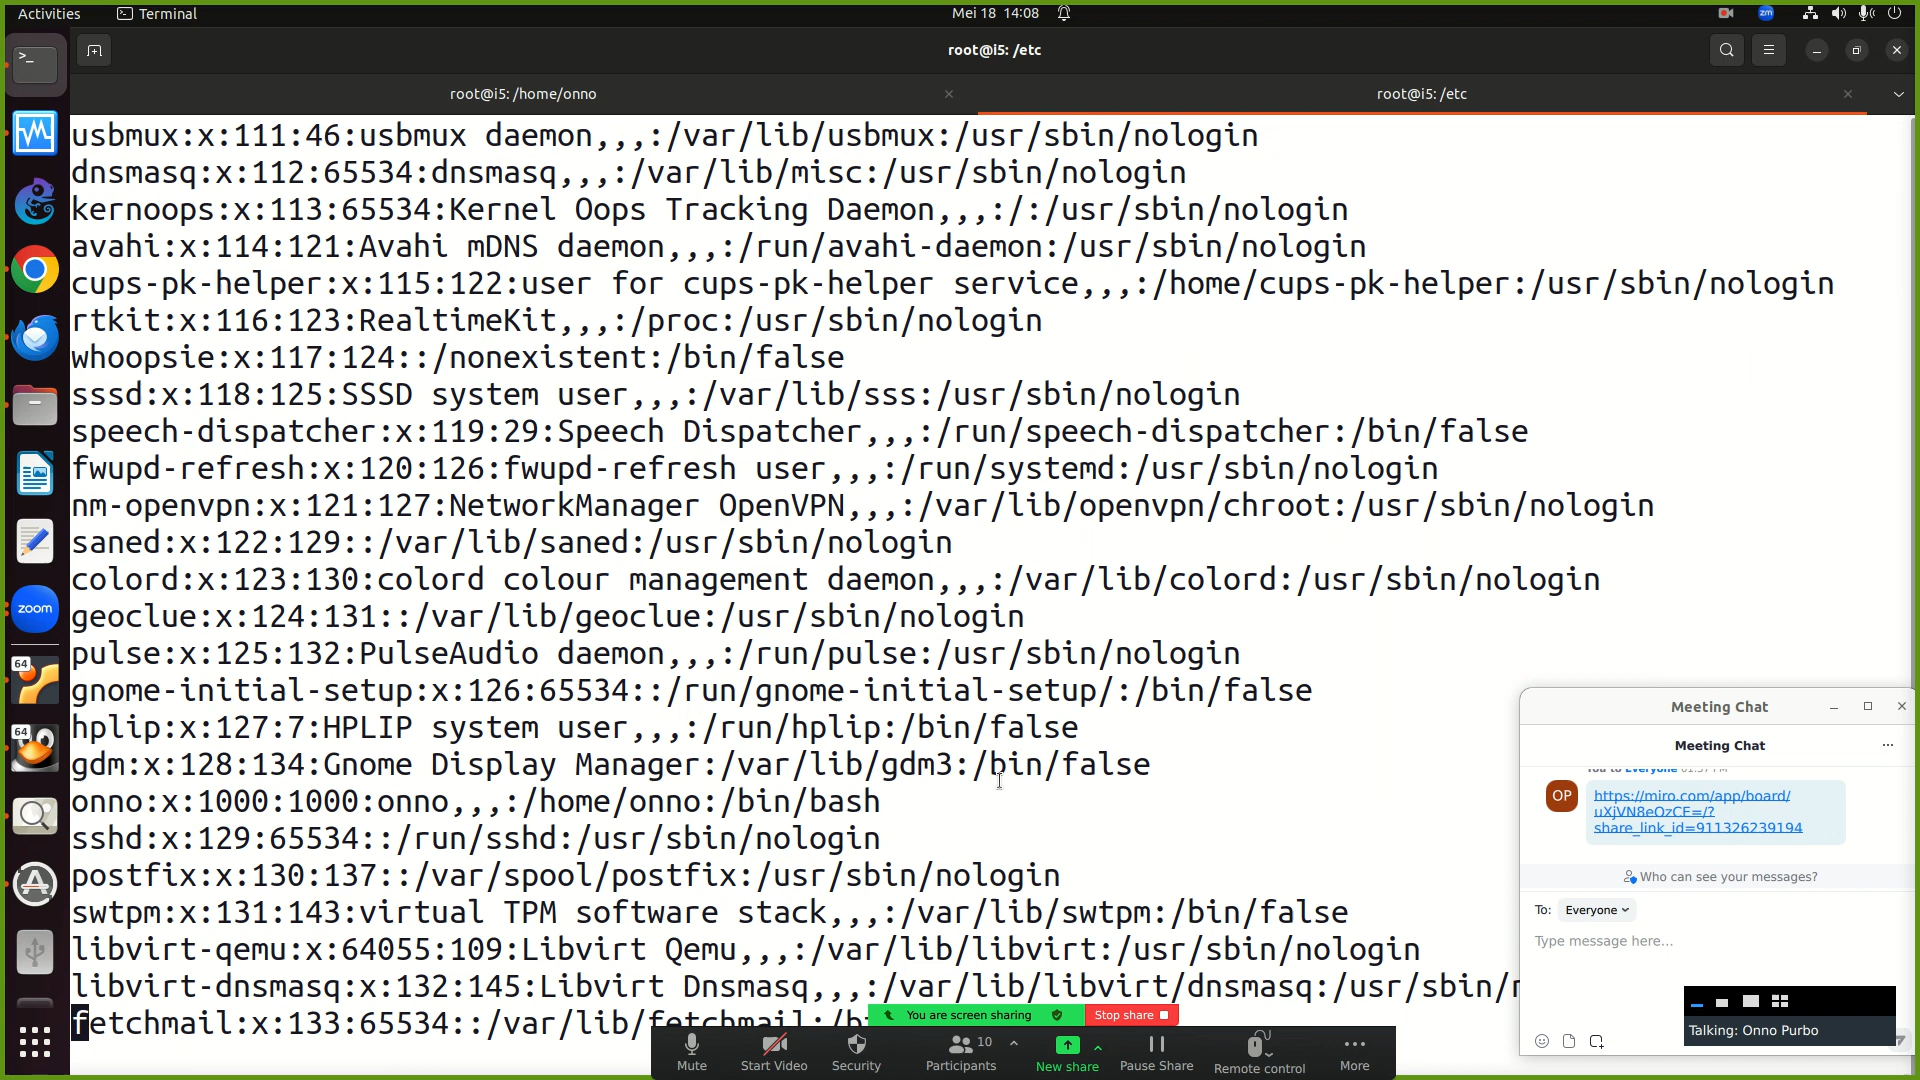 Activities
Terminal
Mei 18 14:08
zm
root@i5: /etc
root@i5: /home/onno
root@i5: /etc
usbmux:x:111:46:usbmux daemon,,,:/var/lib/usbmux:/usr/sbin/nologin
dnsmasq:x:112:65534:dnsmasq,,,:/var/lib/misc:/usr/sbin/nologin
kernoops:x:113:65534:Kernel Oops Tracking Daemon,,,:/:/usr/sbin/nologin
avahi:x:114:121:Avahi mDNS daemon,,,:/run/avahi-daemon:/usr/sbin/nologin
cups-pk-helper:x:115:122:user for cups-pk-helper service,,,:/home/cups-pk-helper:/usr/sbin/nologin
rtkit:x:116:123:RealtimeKit,,,:/proc:/usr/sbin/nologin
whoopsie:x:117:124::/nonexistent:/bin/false
sssd:x:118:125:SSSD system user,,,:/var/lib/sss:/usr/sbin/nologin
speech-dispatcher:x:119:29:Speech Dispatcher,,,:/run/speech-dispatcher:/bin/false
fwupd-refresh:x:120:126:fwupd-refresh user,,,:/run/systemd:/usr/sbin/nologin
nm-openvpn:x:121:127:NetworkManager OpenVPN,,,:/var/lib/openvpn/chroot:/usr/sbin/nologin
saned:x:122:129::/var/lib/saned:/usr/sbin/nologin
colord:x:123:130:colord colour management daemon,,,:/var/lib/colord:/usr/sbin/nologin
geoclue:x:124:131::/var/lib/geoclue:/usr/sbin/nologin
pulse:x:125:132:PulseAudio daemon,,,:/run/pulse:/usr/sbin/nologin
gnome-initial-setup:x:126:65534::/run/gnome-initial-setup/:/bin/false
hplip:x:127:7:HPLIP system user,,,:/run/hplip:/bin/false
gdm:x:128:134:Gnome Display Manager:/var/lib/gdm3:/bin/false
onno:x:1000:1000:onno,,,:/home/onno:/bin/bash
sshd:x:129:65534::/run/sshd:/usr/sbin/nologin
postfix:x:130:137::/var/spool/postfix:/usr/sbin/nologin
swtpm:x:131:143:virtual TPM software stack,,,:/var/lib/swtpm:/bin/false
libvirt-qemu:x:64055:109:Libvirt Qemu,,,:/var/lib/libvirt:/usr/sbin/nologin
libvirt-dnsmasq:x:132:145:Libvirt Dnsmasq,,,:/var/lib/libvirt/dnsmasq:/usr/sbin/
fetchmail:x:133:65534::/var/lib/fetchmail:/bi
zoom
64
64
Meeting Chat
Meeting Chat
You to Everyone 01:37 PM
OP
https://miro.com/app/board/
uXjVN8eOzCE=/?
share_link_id=911326239194
Who can see your messages?
To: Everyone
Type message here...
Talking: Onno Purbo
You are screen sharing
Stop share
10
Mute
Start Video
Security
Participants
New share
Pause Share
Remote control
More